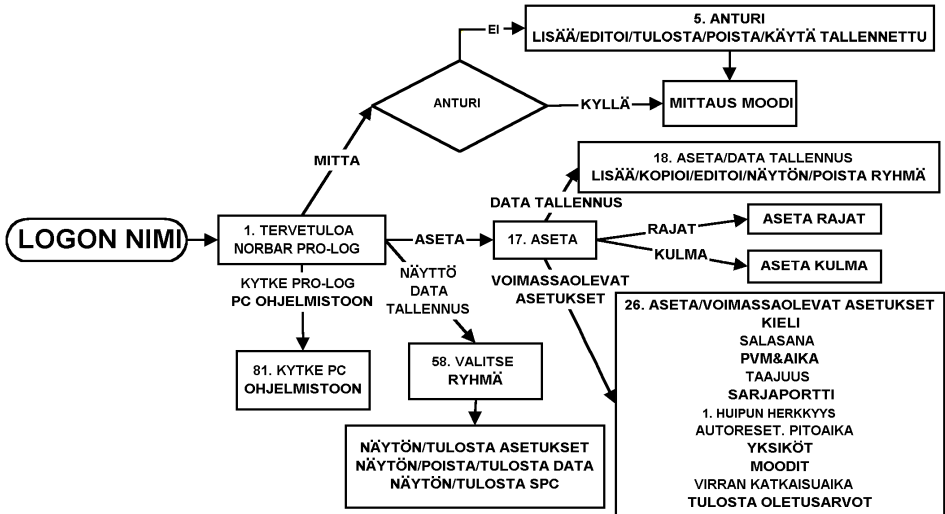 5. ANTURI
LISÄÄ/EDITOI/TULOSTA/POISTA/KÄYTÄ TALLENNETTU
EI
ANTURI
KYLLÄ
MITTAUS MOODI
MITTA
18. ASETA/DATA TALLENNUS
LISÄÄ/KOPIOI/EDITOI/NÄYTÖN/POISTA RYHMÄ
DATA TALLENNUS
LOGON NIMI
1. TERVETULOA
NORBAR PRO-LOG
ASETA
17. ASETA
RAJAT
ASETA RAJAT
KULMA
ASETA KULMA
KYTKE PRO-LOG
PC OHJELMISTOON
NÄYTTÖ
DATA
TALLENNUS
VOIMASSAOLEVAT
ASETUKSET
81. KYTKE PC
OHJELMISTOON
58. VALITSE
RYHMÄ
NÄYTÖN/TULOSTA ASETUKSET
NÄYTÖN/POISTA/TULOSTA DATA
NÄYTÖN/TULOSTA SPC
26. ASETA/VOIMASSAOLEVAT ASETUKSET
KIELI
SALASANA
PVM&AIKA
TAAJUUS
SARJAPORTTI
1. HUIPUN HERKKYYS
AUTORESET. PITOAIKA
YKSIKÖT
MOODIT
VIRRAN KATKAISUAIKA
TULOSTA OLETUSARVOT